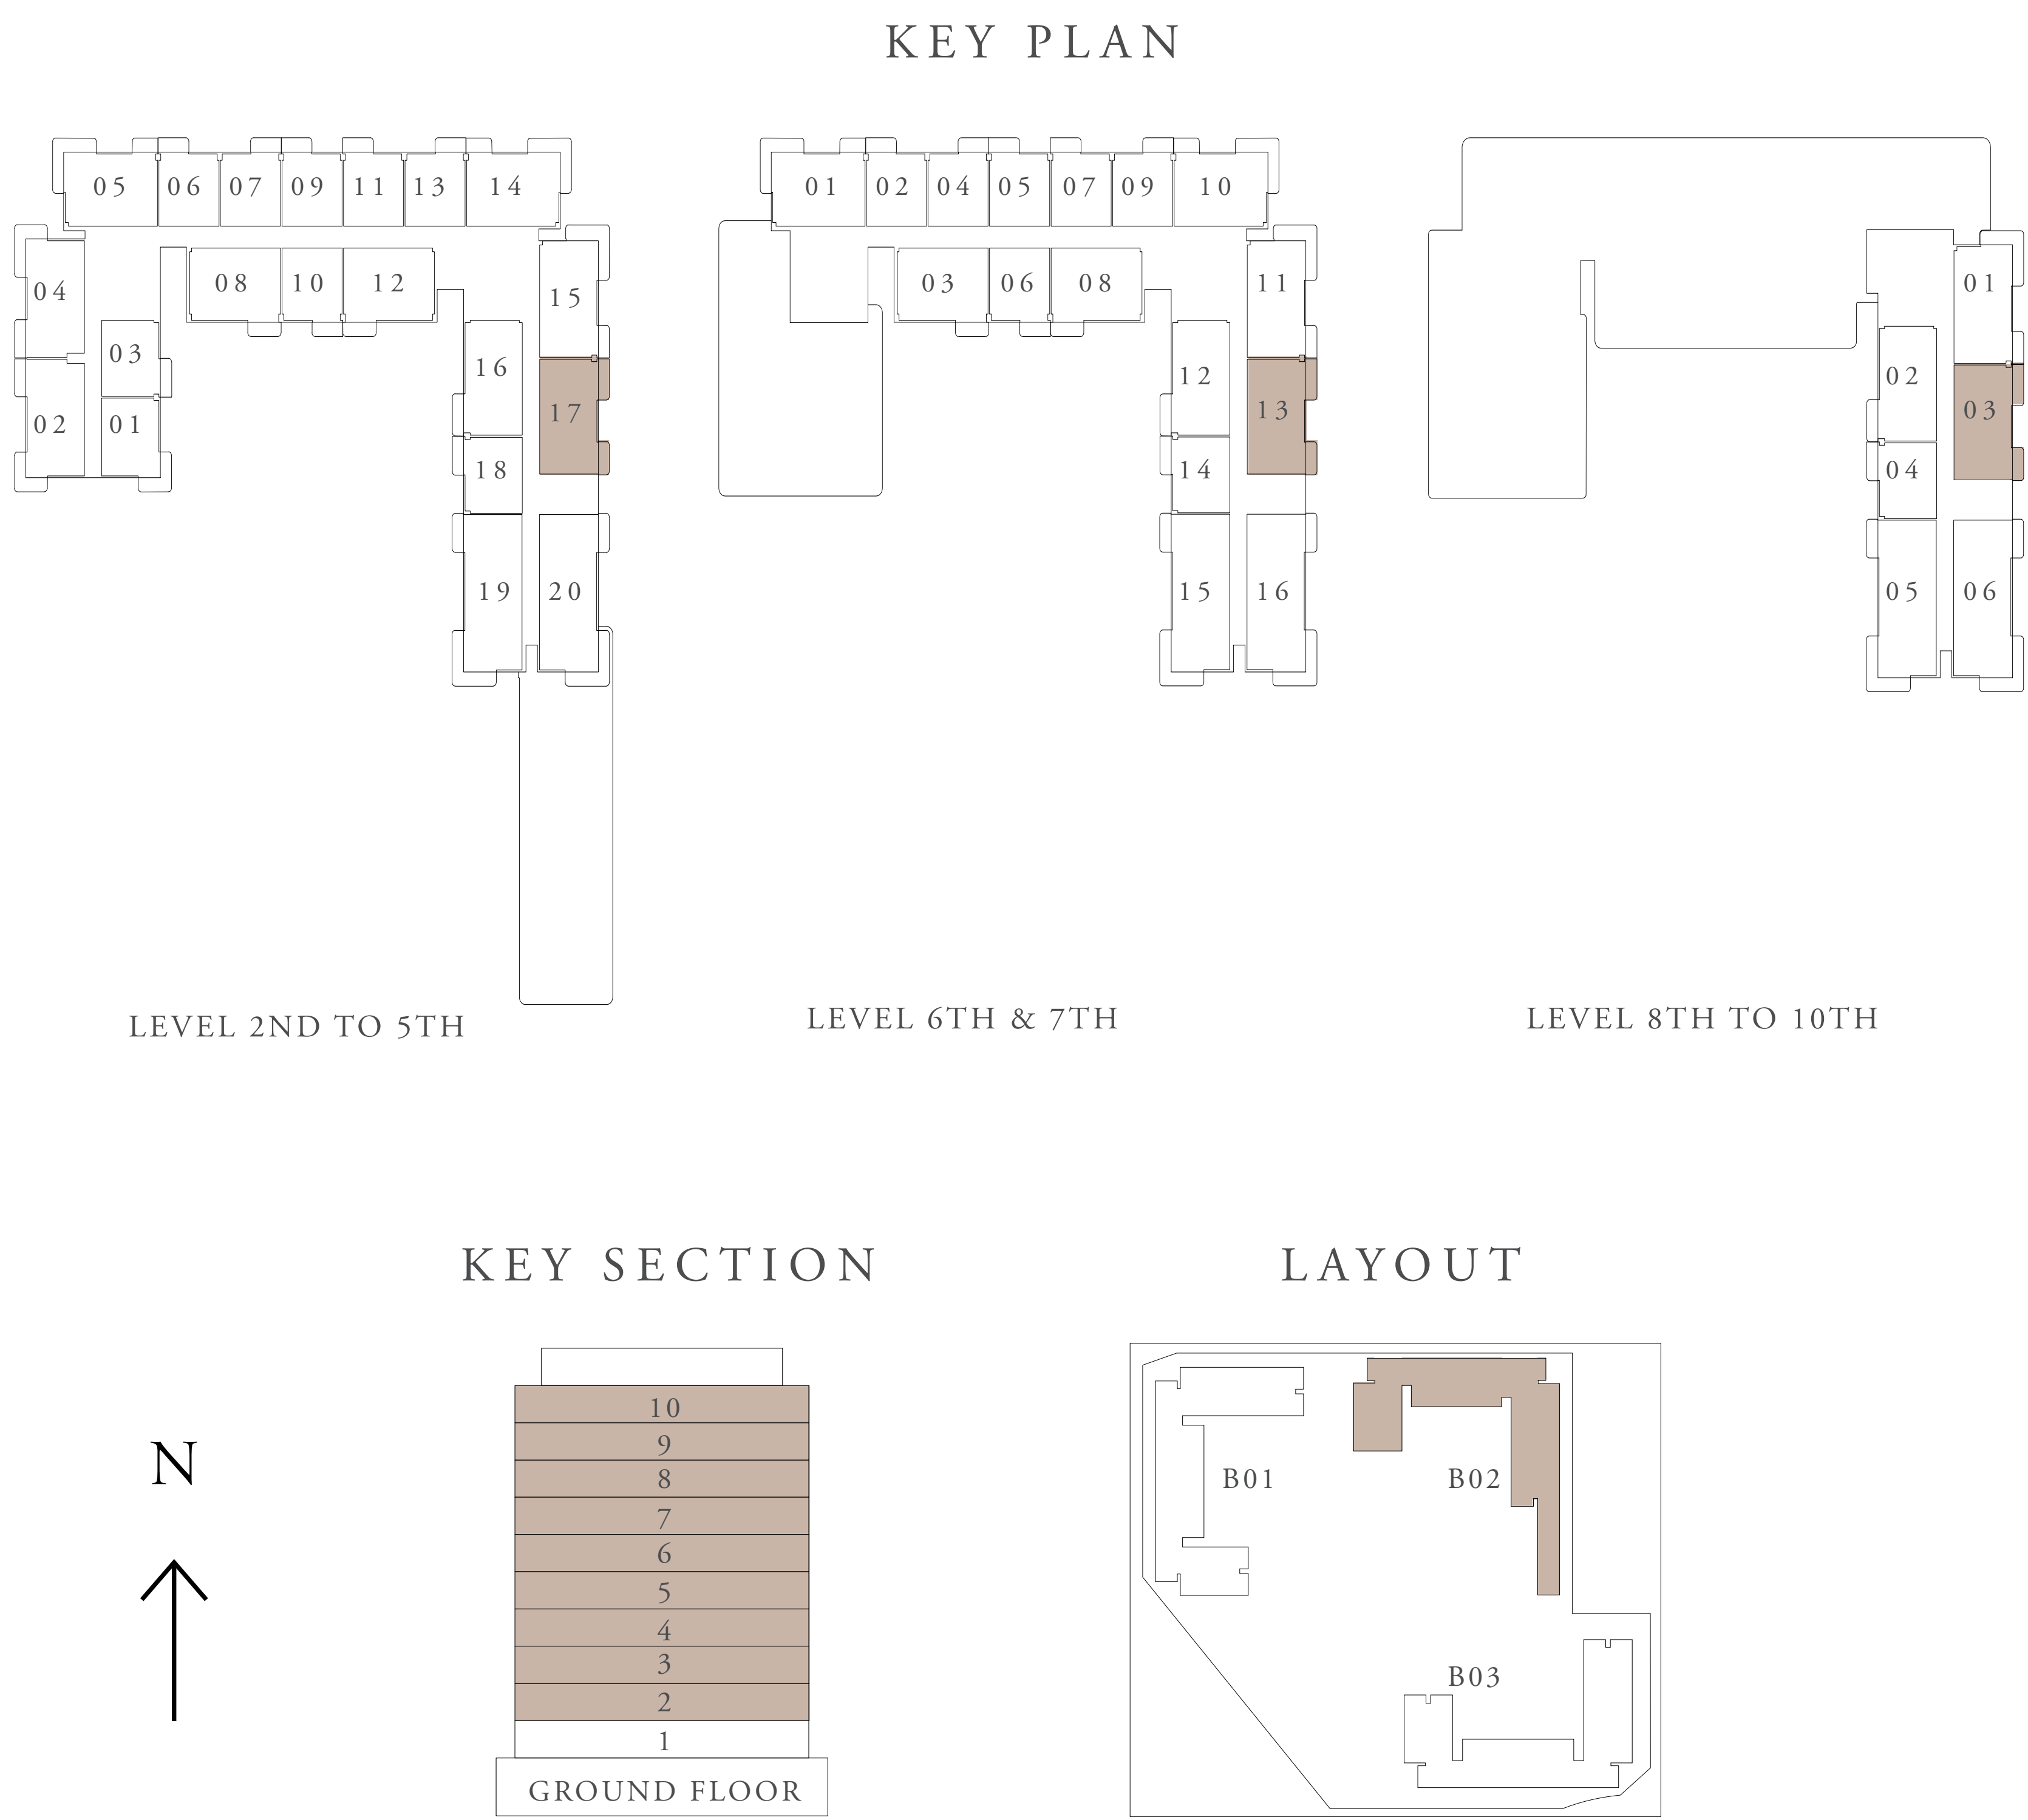 KEY PLAN
05 06 07 09 11 13 14
04
08 10 12
15
03
16
17
02 01
18
19 20
LEVEL 2ND TO 5TH
01 02 04 05 07 09 10
03 06 08
11
12
13
14
15 16
LEVEL 6TH & 7TH
01
02
03
04
05 06
LEVEL 8TH TO 10TH
KEY SECTION
10
9
8
7
6
5
4
3
2
1
GROUND FLOOR
N
LAYOUT
B01 B02
B03